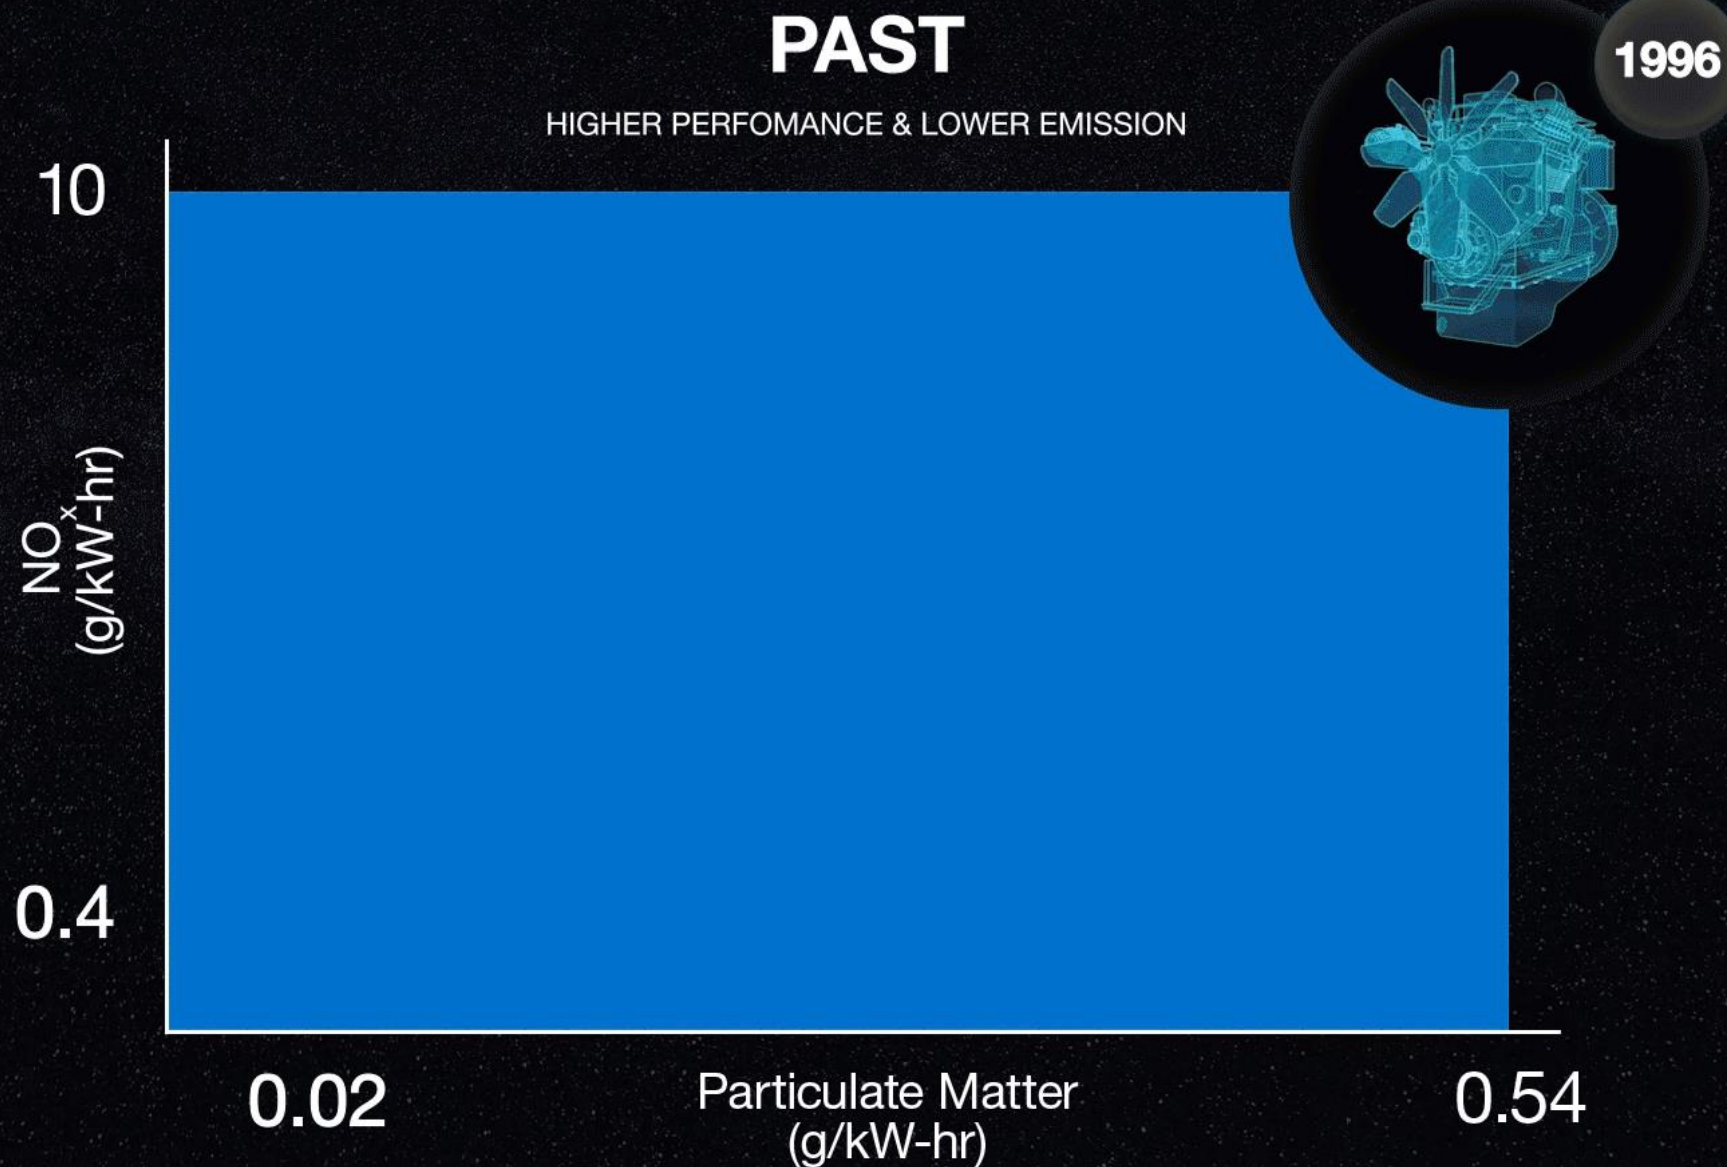 PAST
1996
HIGHER PERFOMANCE & LOWER EMISSION
10
NOx
(g/kW-hr)
0.4
0.02
Particulate Matter
(g/kW-hr)
0.54